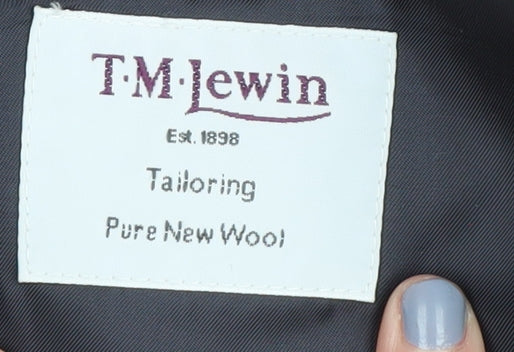 T·M·Lewin
Est. 1898
Tailoring
Pure New Wool